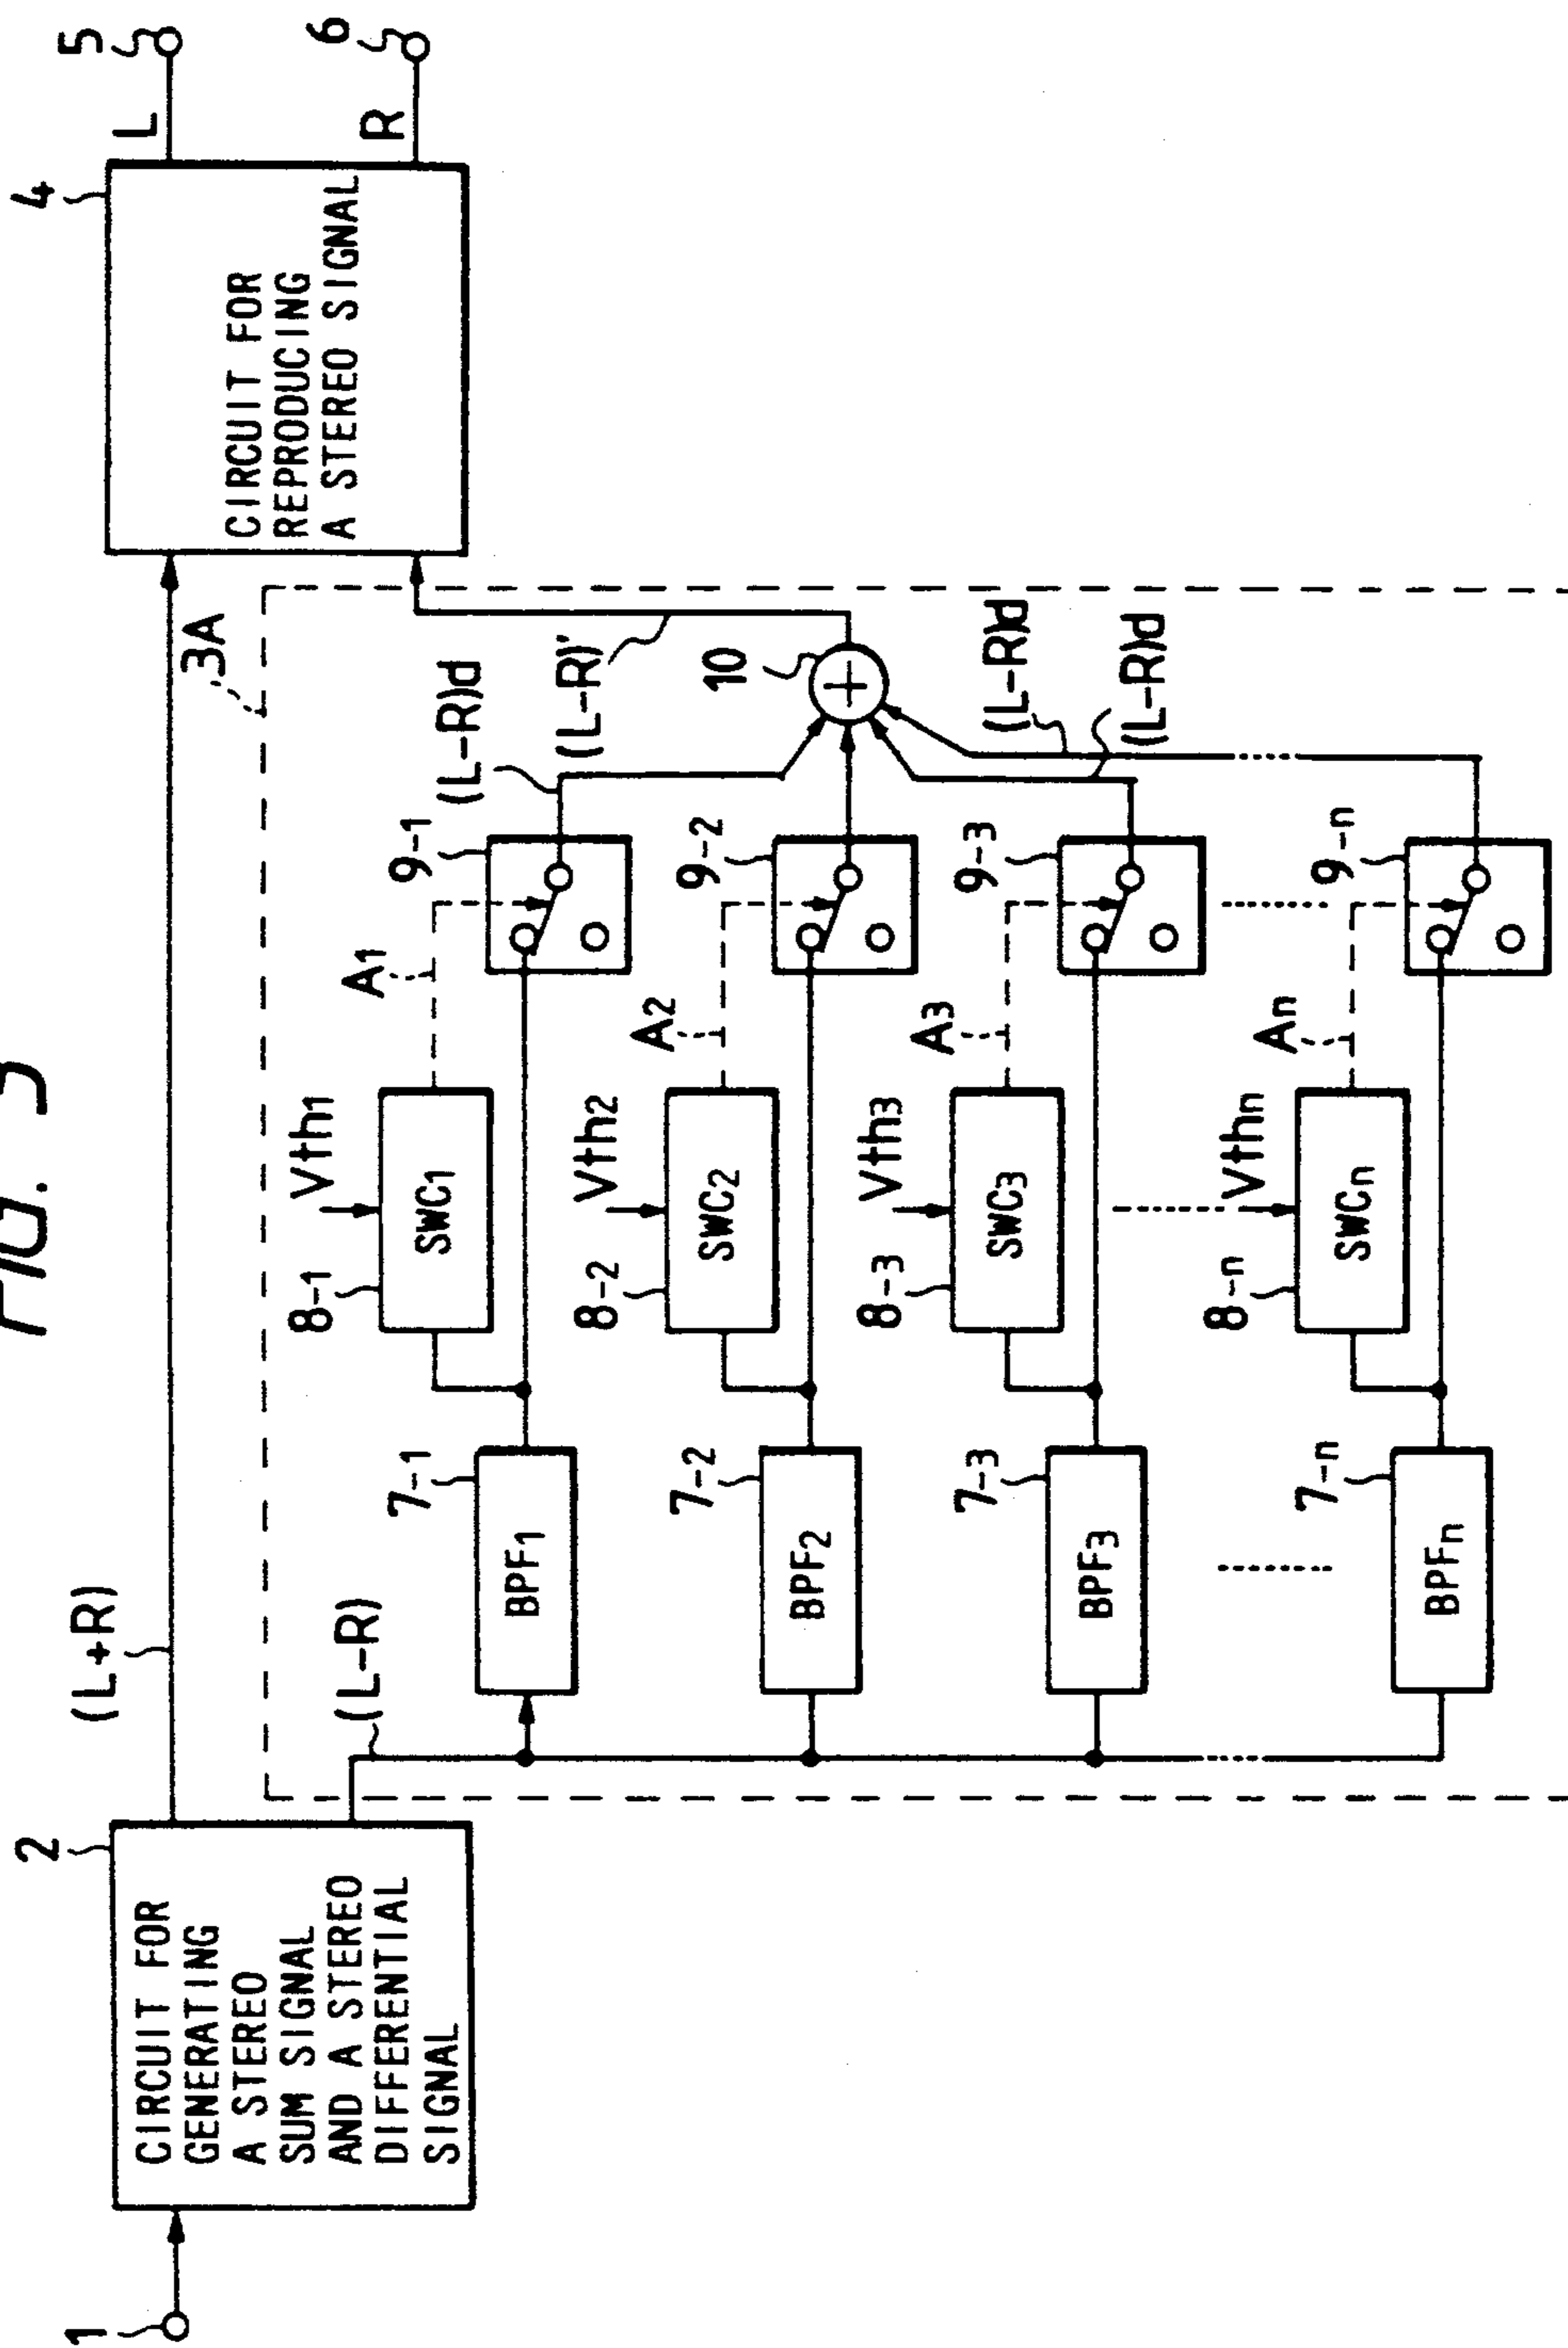 FIG. 3
1
2
CIRCUIT FOR
GENERATING
A STEREO
SUM SIGNAL
AND A STEREO
DIFFERENTIAL
SIGNAL
(L+R)
(L-R)
3A
4
CIRCUIT FOR
REPRODUCING
A STEREO SIGNAL
L
5
R
6
7-1
BPF1
8-1
SWC1
Vth1
A1
9-1
(L-R)d
(L-R)'
10
7-2
BPF2
8-2
SWC2
Vth2
A2
9-2
7-3
BPF3
8-3
SWC3
Vth3
A3
9-3
(L-R)d
(L-R)d
7-n
BPFn
8-n
SWCn
Vthn
An
9-n